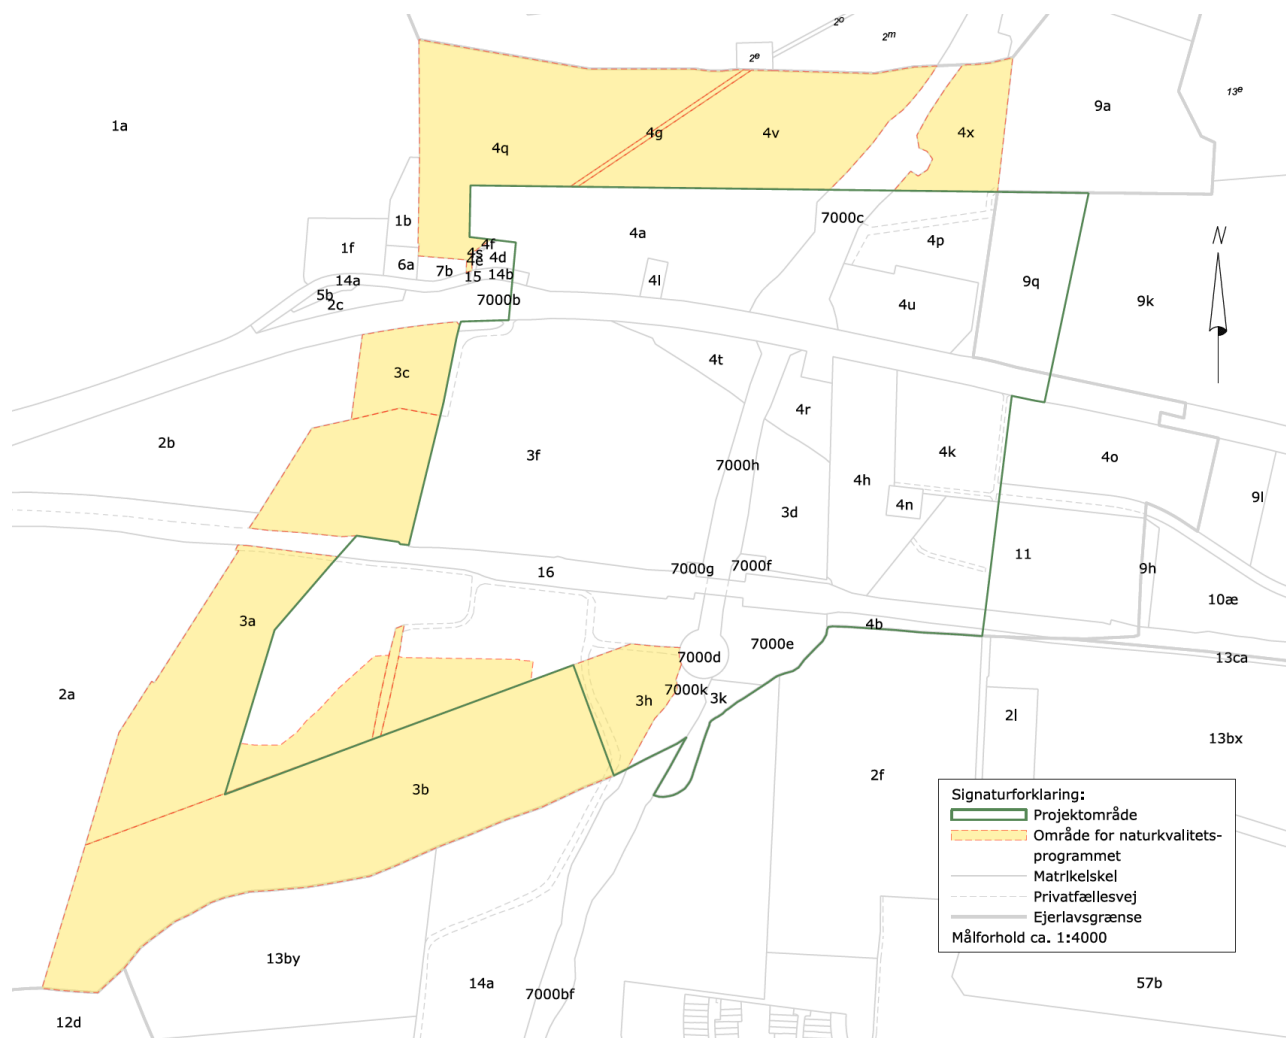 2o
2m
2e
1a
9a
13e
4g
4v
4x
4q
1b
7000c
4a
4p
1f
4f
4s
4e
4d
6a
7b
15
14b
14a
4l
9q
9k
5b
2c
7000b
4u
N
4t
3c
4r
2b
3f
4k
4o
7000h
4h
4n
9l
3d
11
16
7000g
7000f
9h
10æ
3a
4b
7000e
7000d
13ca
2a
7000k
3h
3k
2l
13bx
3b
2f
Signaturforklaring:
Projektområde
Område for naturkvalitets-
programmet
Matrlkelskel
Privatfællesvej
Ejerlavsgrænse
Målforhold ca. 1:4000
13by
14a
7000bf
57b
12d